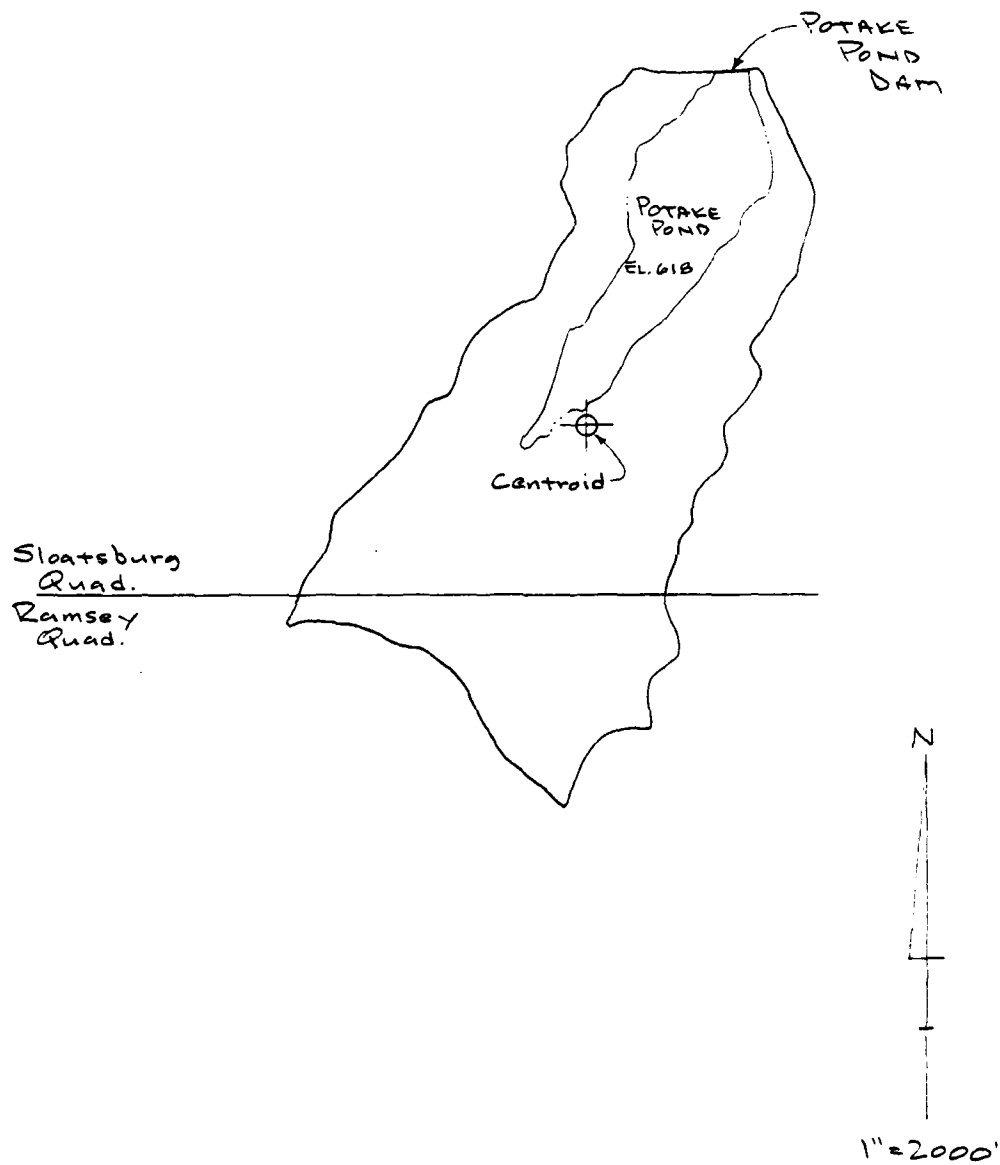 POTAKE
POND
DAM
POTAKE
POND
EL. 618
Centroid
Sloatsburg
Quad.
Ramsey
Quad.
N
1" = 2000'